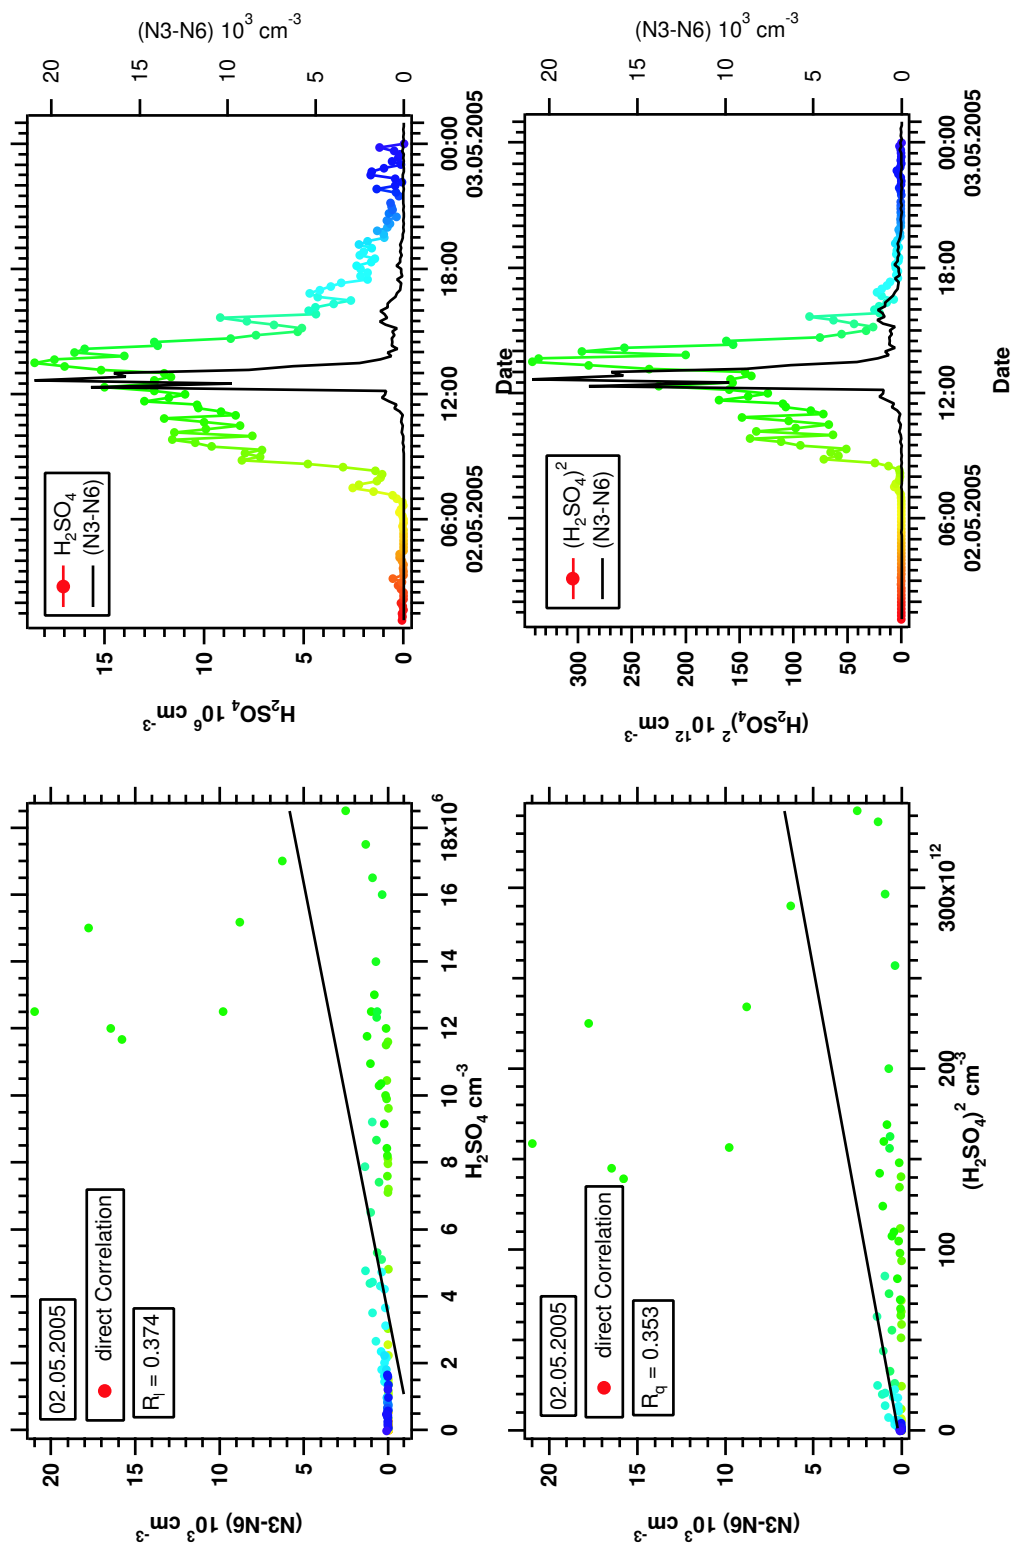 02.05.2005
direct Correlation
R_l = 0.374
(N3-N6) 10^3 cm^-3
20
15
10
5
0
0
2
4
6
8
10
12
14
16
18x10^6
H_2SO_4 cm^-3
H_2SO_4
(N3-N6)
H_2SO_4 10^6 cm^-3
15
10
5
0
(N3-N6) 10^3 cm^-3
20
15
10
5
0
06:00
12:00
18:00
00:00
02.05.2005
03.05.2005
Date
02.05.2005
direct Correlation
R_q = 0.353
(N3-N6) 10^3 cm^-3
20
15
10
5
0
0
100
200
300x10^12
(H_2SO_4)^2 cm^-3
(H_2SO_4)^2
(N3-N6)
(H_2SO_4)^2 10^12 cm^-3
300
250
200
150
100
50
0
(N3-N6) 10^3 cm^-3
20
15
10
5
0
06:00
12:00
18:00
00:00
02.05.2005
03.05.2005
Date